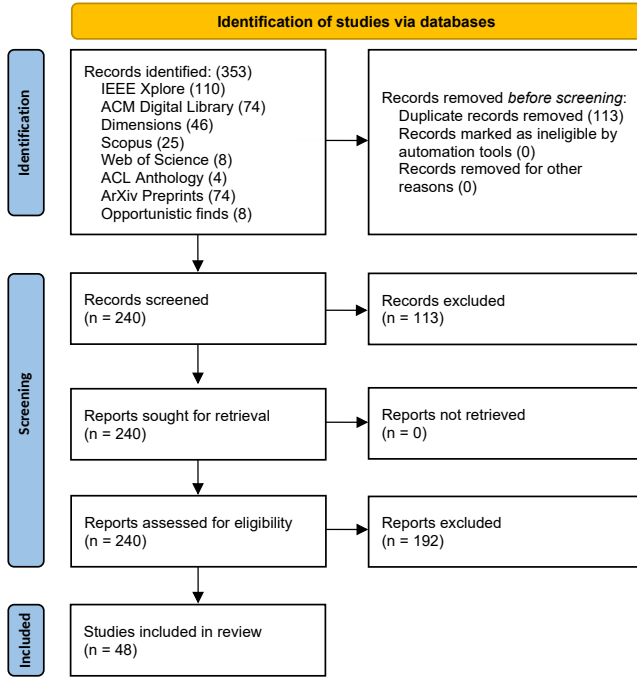 Identification of studies via databases
Identification
Records identified: (353)
IEEE Xplore (110)
ACM Digital Library (74)
Dimensions (46)
Scopus (25)
Web of Science (8)
ACL Anthology (4)
ArXiv Preprints (74)
Opportunistic finds (8)
Records removed before screening:
Duplicate records removed (113)
Records marked as ineligible by
automation tools (0)
Records removed for other
reasons (0)
Screening
Records screened
(n = 240)
Records excluded
(n = 113)
Reports sought for retrieval
(n = 240)
Reports not retrieved
(n = 0)
Reports assessed for eligibility
(n = 240)
Reports excluded
(n = 192)
Included
Studies included in review
(n = 48)